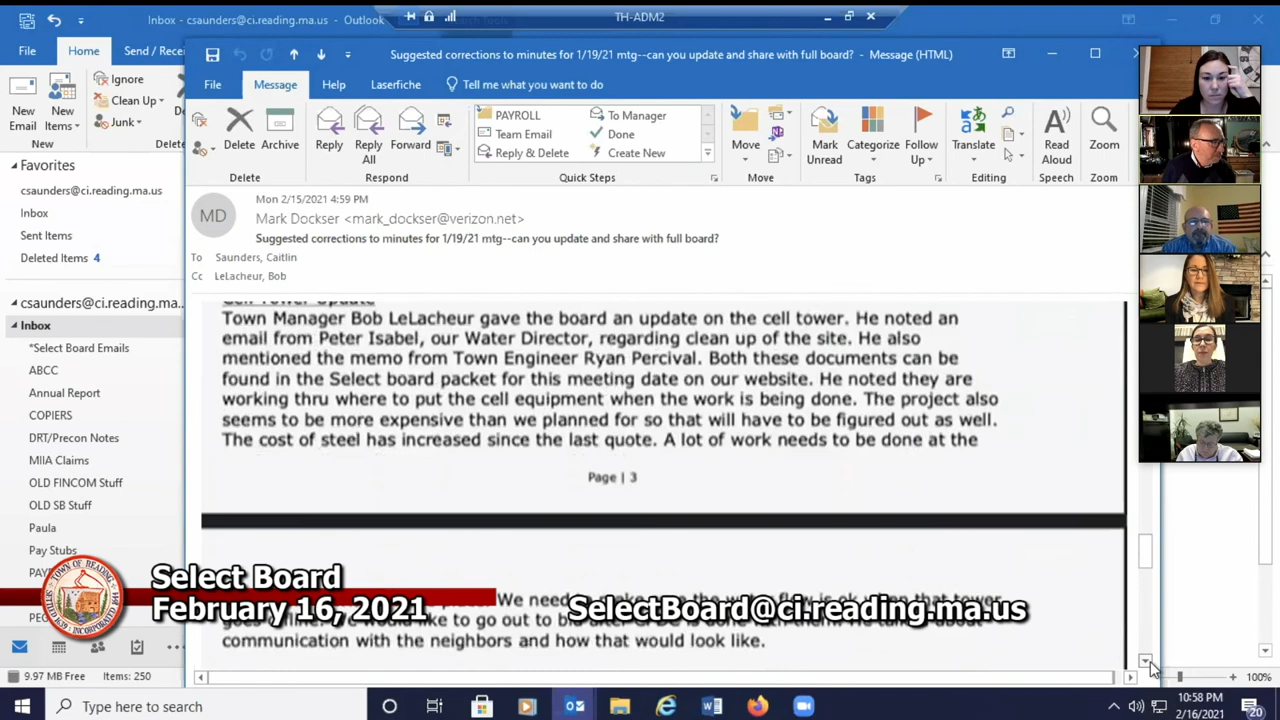 TH-ADM2
Inbox - csaunders@ci.reading.ma.us - Outlook
Suggested corrections to minutes for 1/19/21 mtg--can you update and share with full board? - Message (HTML)
File Home Send / Rece
File Message Help Laserfiche Tell me what you want to do
New Email
New Items
Ignore
Clean Up
Junk
Delete
Delete
Archive
Delete
Reply
Reply All
Forward
Respond
PAYROLL
Team Email
Reply & Delete
To Manager
Done
Create New
Quick Steps
Move
Move
Mark Unread
Categorize
Follow Up
Tags
Translate
Editing
Read Aloud
Speech
Zoom
Zoom
Favorites
csaunders@ci.reading.ma.us
Inbox
Sent Items
Deleted Items 4
csaunders@ci.reading.ma...
Inbox
*Select Board Emails
ABCC
Annual Report
COPIERS
DRT/Precon Notes
MIIA Claims
OLD FINCOM Stuff
OLD SB Stuff
Paula
Pay Stubs
MD
Mon 2/15/2021 4:59 PM
Mark Dockser <mark_dockser@verizon.net>
Suggested corrections to minutes for 1/19/21 mtg--can you update and share with full board?
To Saunders, Caitlin
Cc LeLacheur, Bob
Cell Tower Update
Town Manager Bob LeLacheur gave the board an update on the cell tower. He noted an
email from Peter Isabel, our Water Director, regarding clean up of the site. He also
mentioned the memo from Town Engineer Ryan Percival. Both these documents can be
found in the Select board packet for this meeting date on our website. He noted they are
working thru where to put the cell equipment when the work is being done. The project also
seems to be more expensive than we planned for so that will have to be figured out as well.
The cost of steel has increased since the last quote. A lot of work needs to be done at the
Page | 3
We need
communication with the neighbors and how that would look like.
TOWN OF READING
Select Board
February 16, 2021
SelectBoard@ci.reading.ma.us
9.97 MB Free Items: 250
100%
Type here to search
10:58 PM
2/16/2021
20